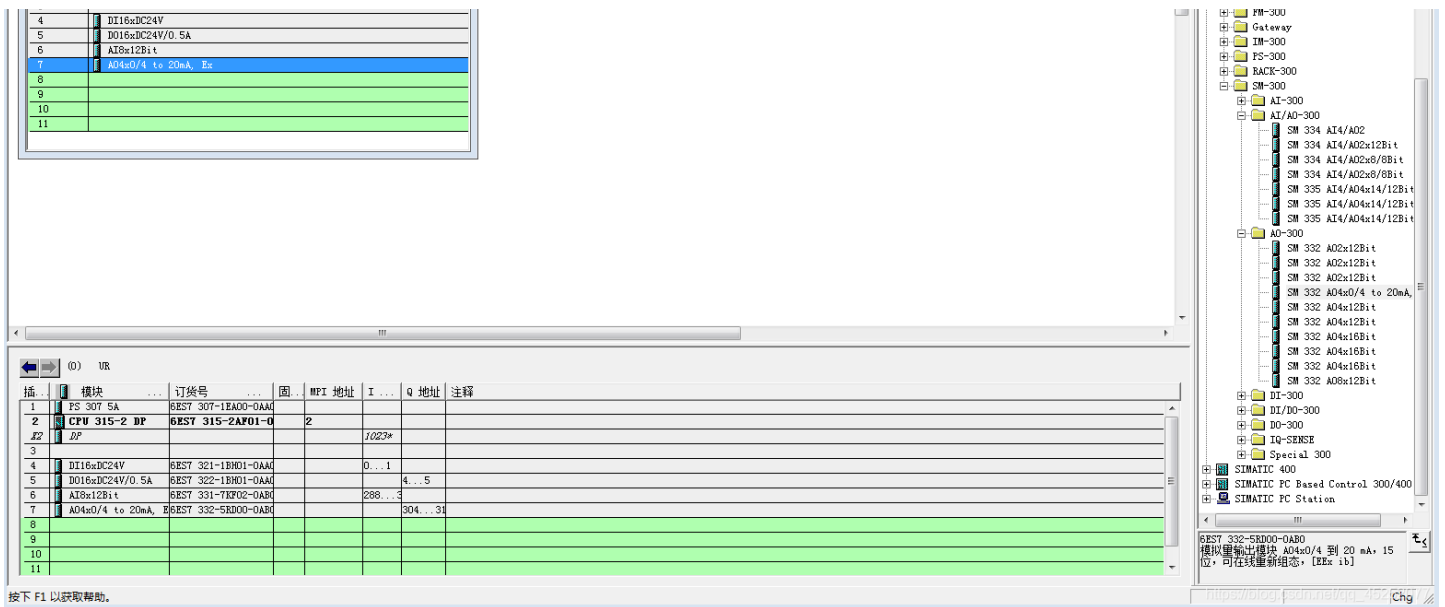 4 DI16xDC24V
5 DO16xDC24V/0.5A
6 AI8x12Bit
7 AO4x0/4 to 20mA, Ex
8
9
10
11
FM-300
Gateway
IM-300
PS-300
RACK-300
SM-300
AI-300
AI/AO-300
SM 334 AI4/AO2
SM 334 AI4/AO2x12Bit
SM 334 AI4/AO2x8/8Bit
SM 334 AI4/AO2x8/8Bit
SM 335 AI4/AO4x14/12Bit
SM 335 AI4/AO4x14/12Bit
SM 335 AI4/AO4x14/12Bit
AO-300
SM 332 AO2x12Bit
SM 332 AO2x12Bit
SM 332 AO2x12Bit
SM 332 AO4x0/4 to 20mA,
SM 332 AO4x12Bit
SM 332 AO4x12Bit
SM 332 AO4x16Bit
SM 332 AO4x16Bit
SM 332 AO4x16Bit
SM 332 AO8x12Bit
DI-300
DI/DO-300
DO-300
IQ-SENSE
Special 300
SIMATIC 400
SIMATIC PC Based Control 300/400
SIMATIC PC Station
(0) UR
插... 模块 ... 订货号 ... 固... MPI 地址 I ... Q 地址 注释
1 PS 307 5A 6ES7 307-1EA00-0AA0
2 CPU 315-2 DP 6ES7 315-2AF01-0 2
X2 DP 1023*
3
4 DI16xDC24V 6ES7 321-1BH01-0AA0 0...1
5 DO16xDC24V/0.5A 6ES7 322-1BH01-0AA0 4...5
6 AI8x12Bit 6ES7 331-7KF02-0AB0 288...3
7 AO4x0/4 to 20mA, E 6ES7 332-5RD00-0AB0 304...31
8
9
10
11
6ES7 332-5RD00-0AB0
模拟量输出模块 AO4x0/4 到 20 mA，15
位，可在线重新组态，[EEx ib]
按下 F1 以获取帮助。
Chg